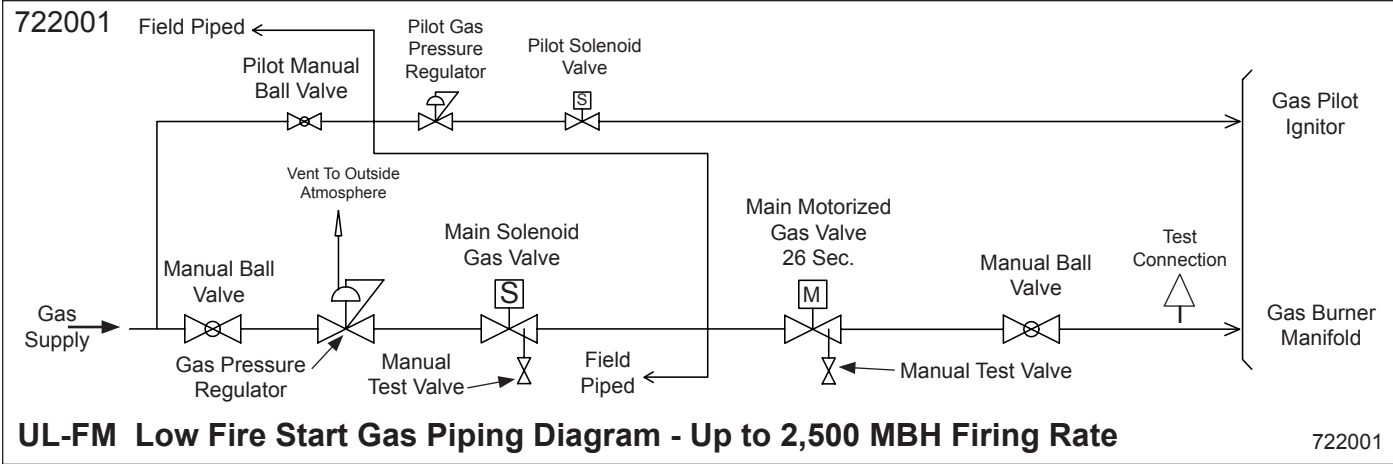 722001
Field Piped
Pilot Gas
Pressure
Regulator
Pilot Solenoid
Valve
Pilot Manual
Ball Valve
S
Gas Pilot
Ignitor
Vent To Outside
Atmosphere
Main Solenoid
Gas Valve
Main Motorized
Gas Valve
26 Sec.
Manual Ball
Valve
Manual Ball
Valve
Test
Connection
S
M
Gas
Supply
Gas Burner
Manifold
Gas Pressure
Regulator
Manual
Test Valve
Field
Piped
Manual Test Valve
UL-FM Low Fire Start Gas Piping Diagram - Up to 2,500 MBH Firing Rate
722001